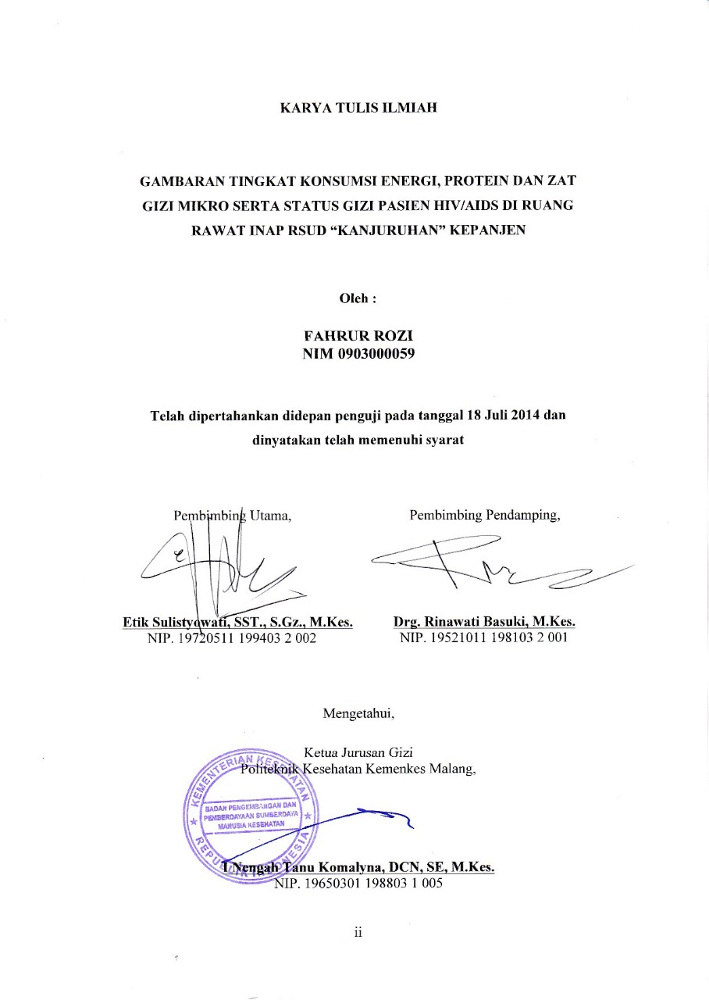 KARYA TULIS ILMIAH
GAMBARAN TINGKAT KONSUMSI ENERGI, PROTEIN DAN ZAT
GIZI MIKRO SERTA STATUS GIZI PASIEN HIV/AIDS DI RUANG
RAWAT INAP RSUD “KANJURUHAN” KEPANJEN
Oleh :
FAHRUR ROZI
NIM 0903000059
Telah dipertahankan didepan penguji pada tanggal 18 Juli 2014 dan
dinyatakan telah memenuhi syarat
Pembimbing Utama,
Pembimbing Pendamping,
Etik Sulistyowati, SST., S.Gz., M.Kes.
NIP. 19720511 199403 2 002
Drg. Rinawati Basuki, M.Kes.
NIP. 19521011 198103 2 001
Mengetahui,
Ketua Jurusan Gizi
Politeknik Kesehatan Kemenkes Malang,
KEMENTERIAN KESEHATAN
BADAN PENGEMBANGAN DAN
PEMBERDAYAAN SUMBERDAYA
MANUSIA KESEHATAN
REPUBLIK INDONESIA
I Nengah Tanu Komalyna, DCN, SE, M.Kes.
NIP. 19650301 198803 1 005
ii